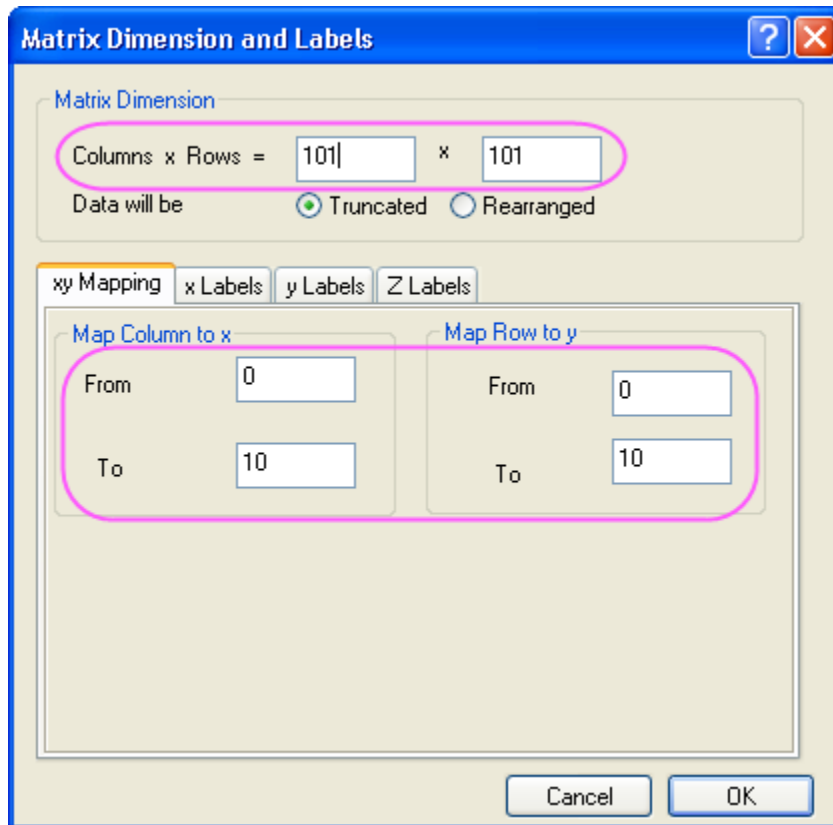 Matrix Dimension and Labels
Matrix Dimension
Columns x Rows = 101 x 101
Data will be Truncated Rearranged
xy Mapping x Labels y Labels Z Labels
Map Column to x Map Row to y
From 0 From 0
To 10 To 10
Cancel OK